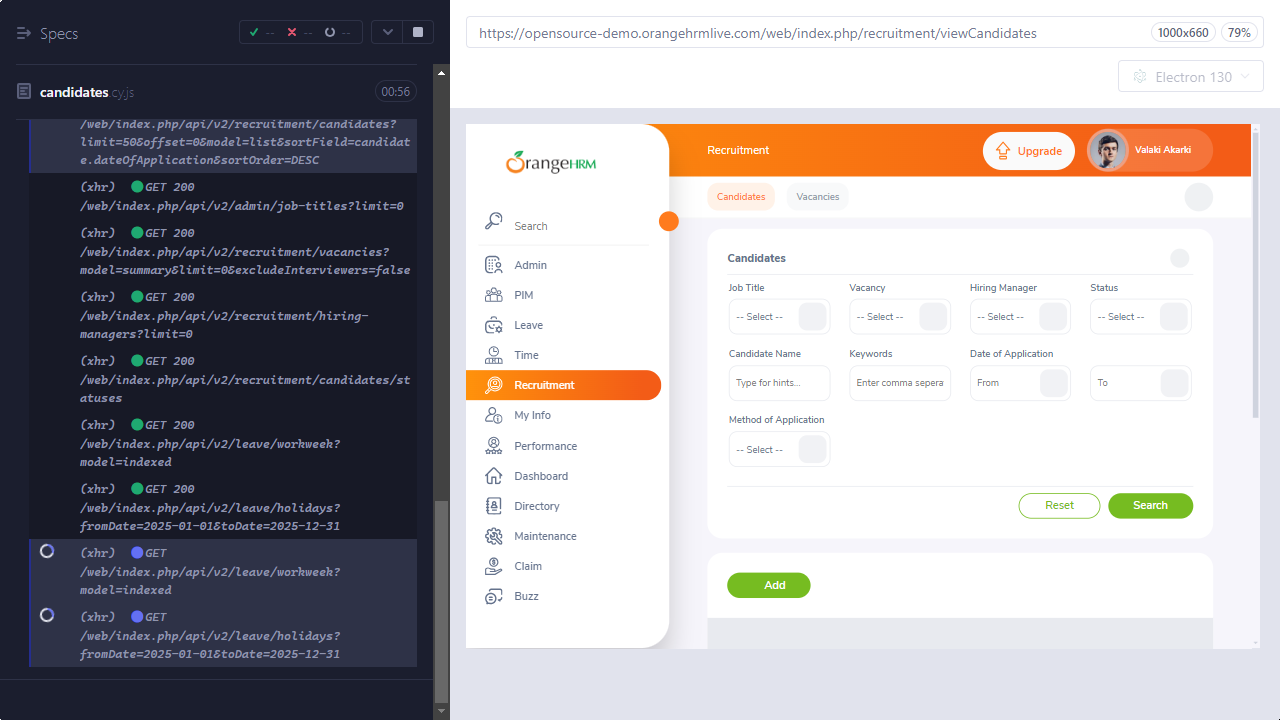 Specs
--
--
--
candidates cy.js
00:56
/web/index.php/api/v2/recruitment/candidates?
limit=50&offset=0&model=list&sortField=candidat
e.dateOfApplication&sortOrder=DESC
(xhr) GET 200
/web/index.php/api/v2/admin/job-titles?limit=0
(xhr) GET 200
/web/index.php/api/v2/recruitment/vacancies?
model=summary&limit=0&excludeInterviewers=false
(xhr) GET 200
/web/index.php/api/v2/recruitment/hiring-
managers?limit=0
(xhr) GET 200
/web/index.php/api/v2/recruitment/candidates/st
atuses
(xhr) GET 200
/web/index.php/api/v2/leave/workweek?
model=indexed
(xhr) GET 200
/web/index.php/api/v2/leave/holidays?
fromDate=2025-01-01&toDate=2025-12-31
(xhr) GET
/web/index.php/api/v2/leave/workweek?
model=indexed
(xhr) GET
/web/index.php/api/v2/leave/holidays?
fromDate=2025-01-01&toDate=2025-12-31
https://opensource-demo.orangehrmlive.com/web/index.php/recruitment/viewCandidates
1000x660
79%
Electron 130
OrangeHRM
Search
Admin
PIM
Leave
Time
Recruitment
My Info
Performance
Dashboard
Directory
Maintenance
Claim
Buzz
Recruitment
Upgrade
Valaki Akarki
Candidates
Vacancies
Candidates
Job Title
Vacancy
Hiring Manager
Status
-- Select --
-- Select --
-- Select --
-- Select --
Candidate Name
Keywords
Date of Application
Type for hints...
Enter comma sepera
From
To
Method of Application
-- Select --
Reset
Search
Add